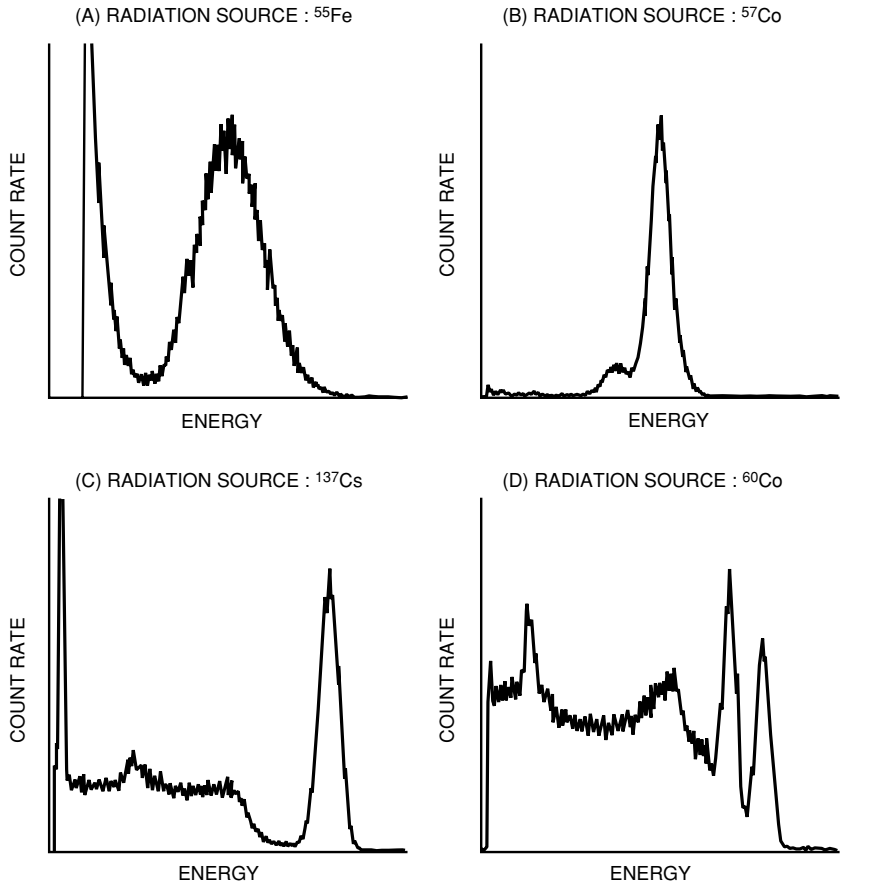 (A) RADIATION SOURCE : ⁵⁵Fe
(B) RADIATION SOURCE : ⁵⁷Co
COUNT RATE
COUNT RATE
ENERGY
ENERGY
(C) RADIATION SOURCE : ¹³⁷Cs
(D) RADIATION SOURCE : ⁶⁰Co
COUNT RATE
COUNT RATE
ENERGY
ENERGY